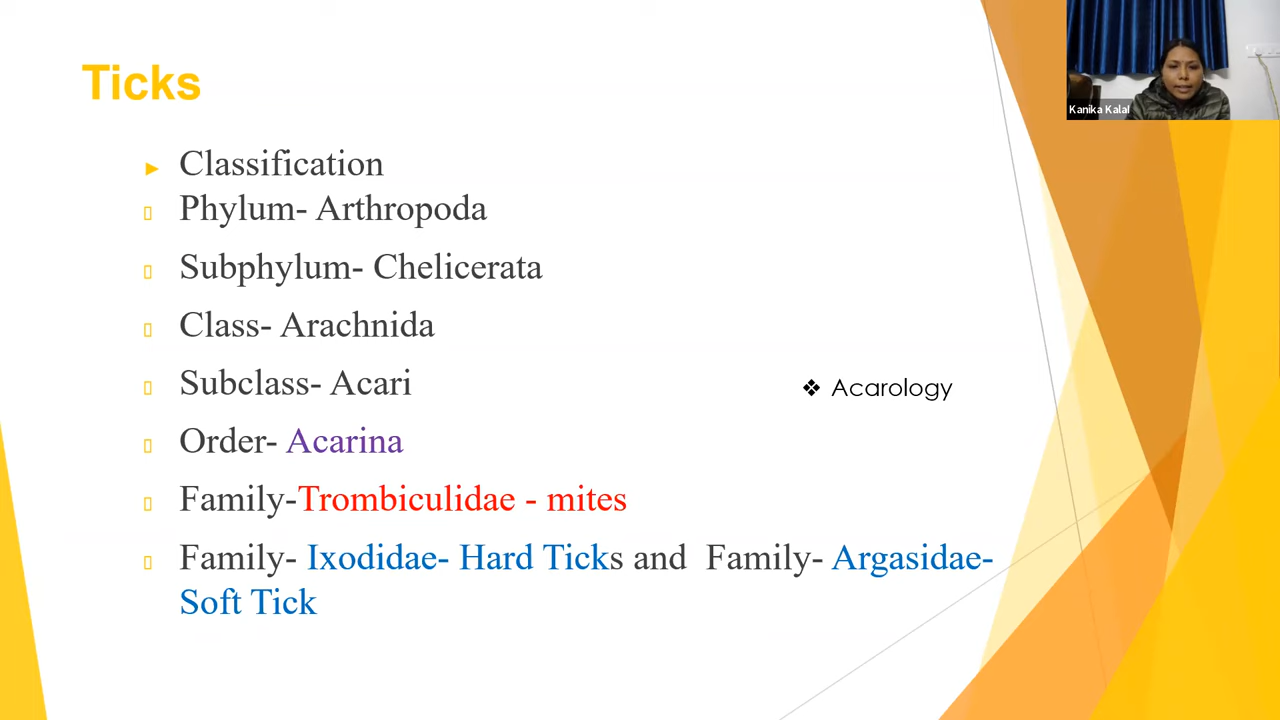 Ticks
Kanika Kalal
► Classification
Phylum- Arthropoda
Subphylum- Chelicerata
Class- Arachnida
Subclass- Acari
❖ Acarology
Order- Acarina
Family-Trombiculidae - mites
Family- Ixodidae- Hard Ticks and Family- Argasidae-
Soft Tick